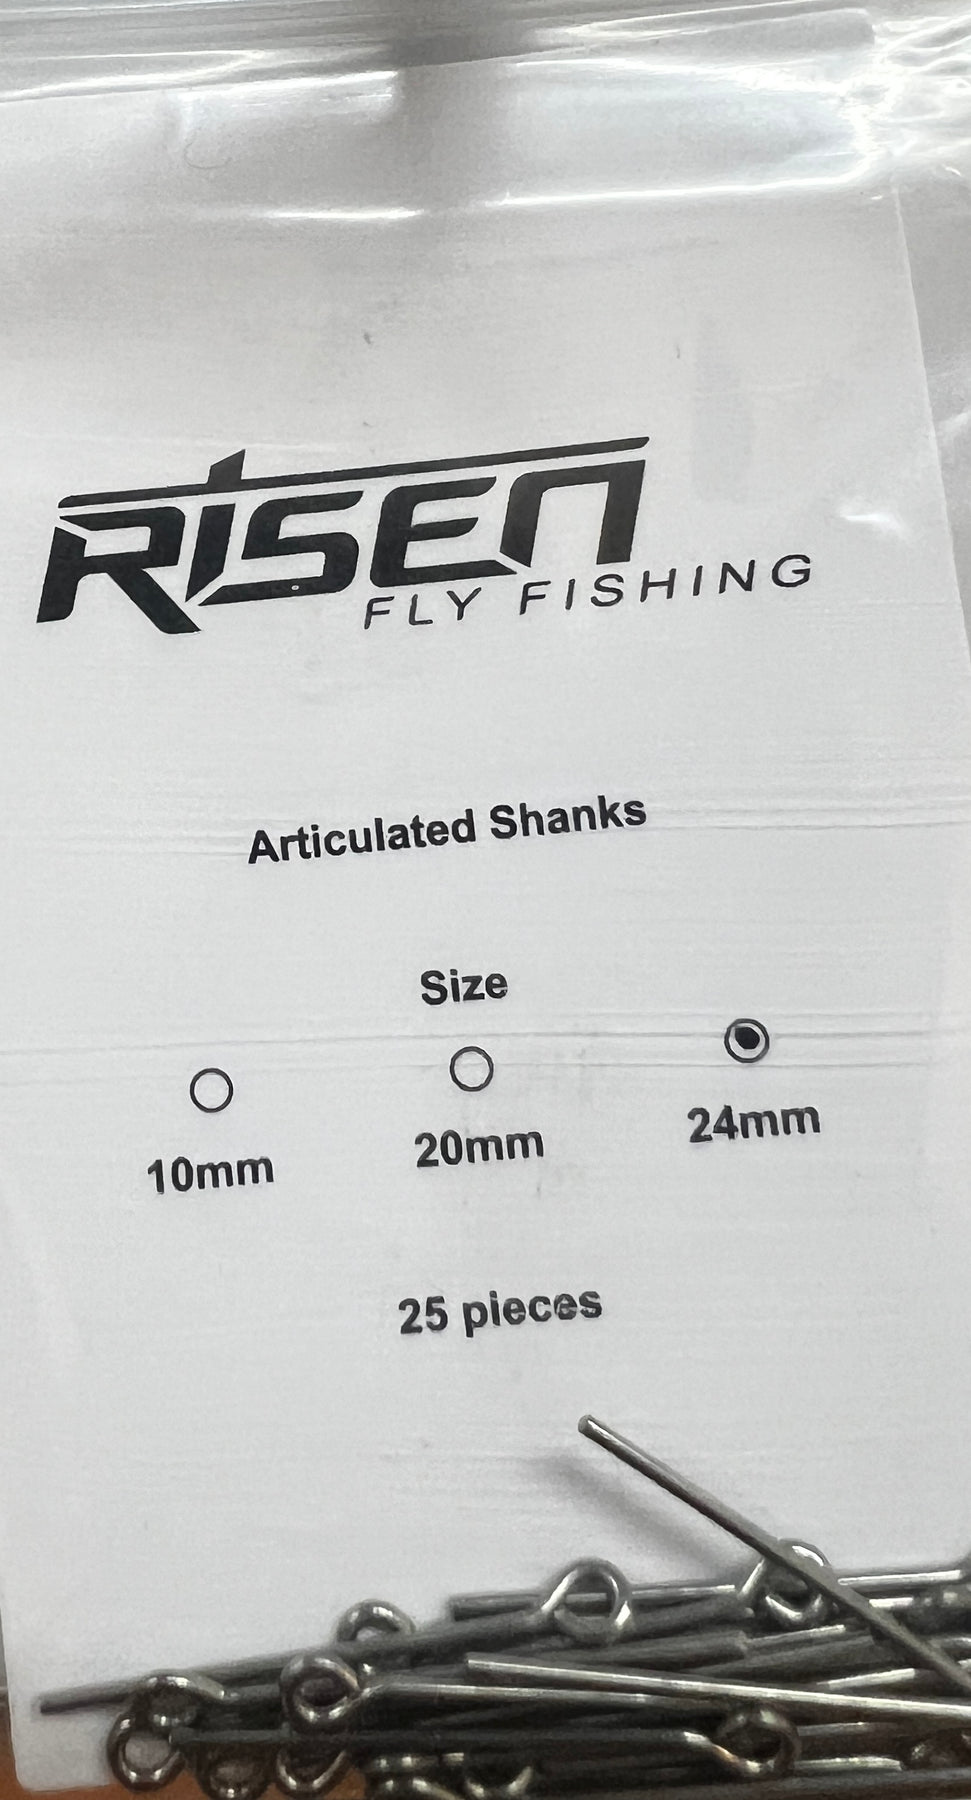 RISEN
FLY FISHING
Articulated Shanks
Size
10mm 20mm 24mm
25 pieces